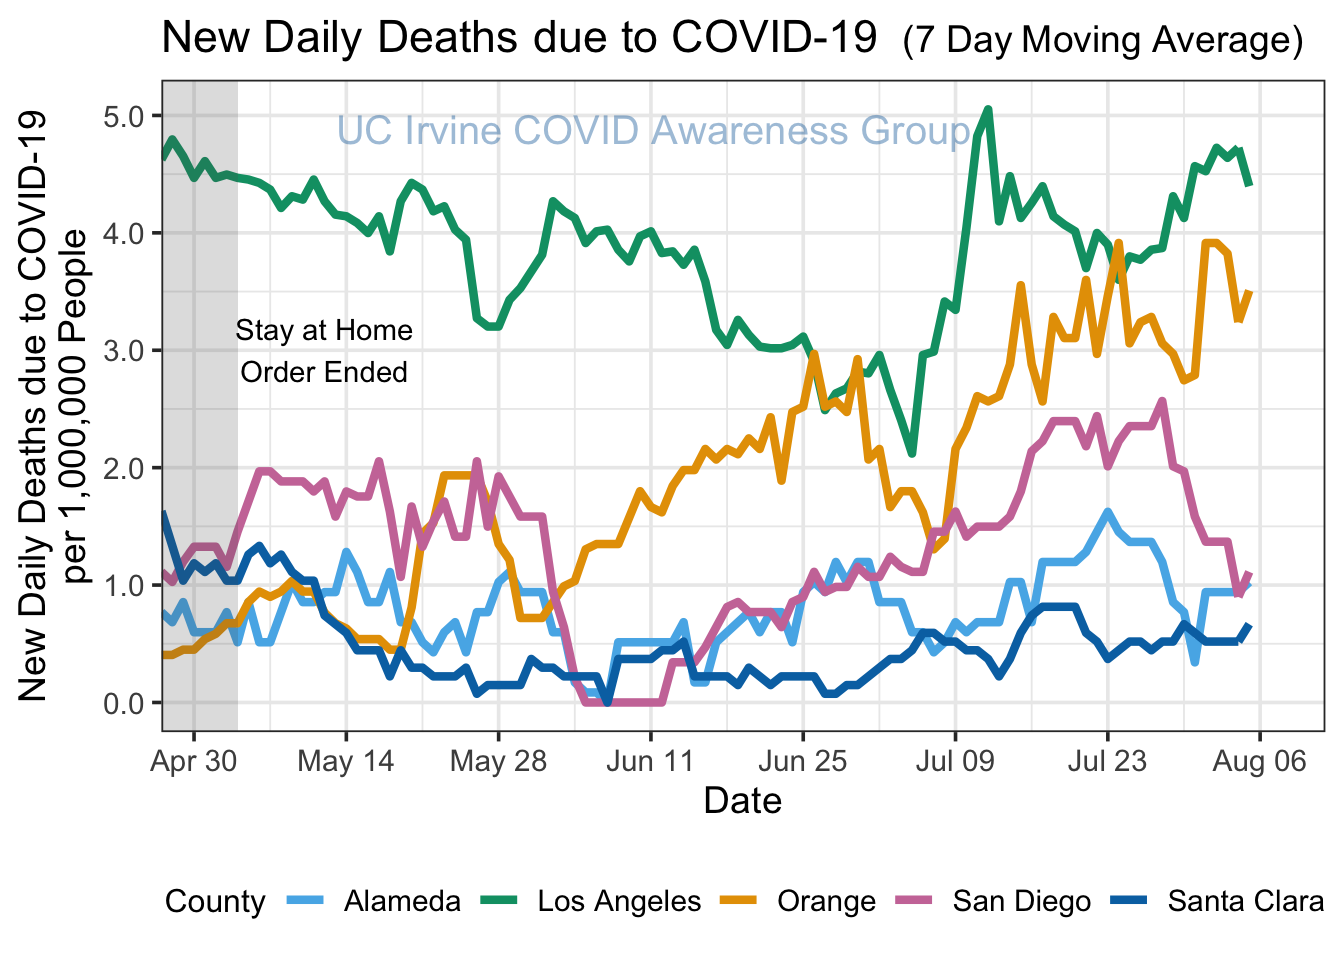 New Daily Deaths due to COVID-19 (7 Day Moving Average)
UC Irvine COVID Awareness Group
New Daily Deaths due to COVID-19
per 1,000,000 People
5.0
4.0
3.0
2.0
1.0
0.0
Stay at Home
Order Ended
Apr 30 May 14 May 28 Jun 11 Jun 25 Jul 09 Jul 23 Aug 06
Date
County Alameda Los Angeles Orange San Diego Santa Clara